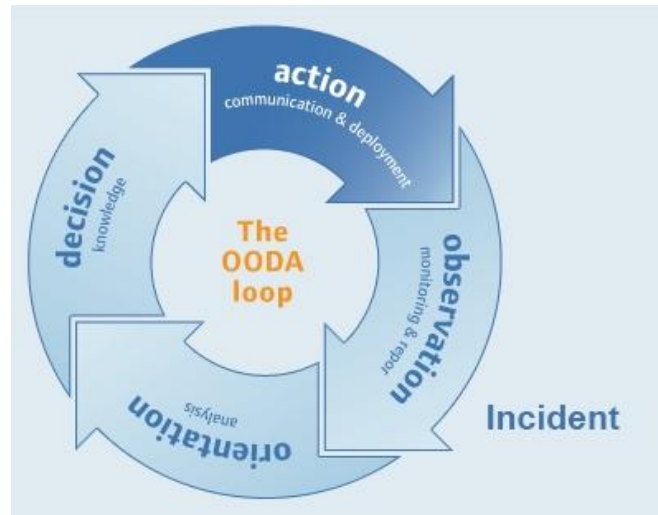 action
communication & deployment
observation
monitoring & repor
orientation
analysis
decision
knowledge
The
OODA
loop
Incident